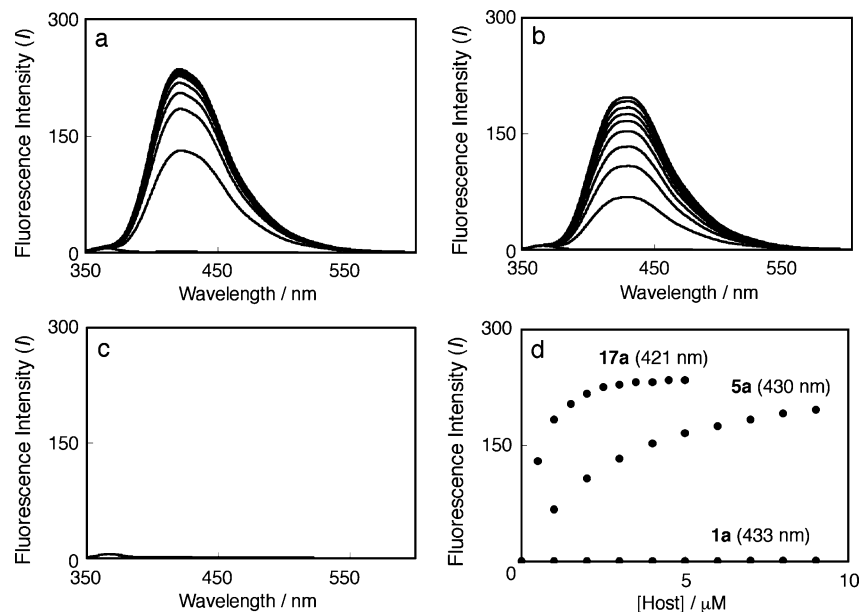 a
300
150
0
350
450
550
Fluorescence Intensity (I)
Wavelength / nm
b
300
150
0
350
450
550
Fluorescence Intensity (I)
Wavelength / nm
c
300
150
0
350
450
550
Fluorescence Intensity (I)
Wavelength / nm
d
300
150
0
5
10
Fluorescence Intensity (I)
17a (421 nm)
5a (430 nm)
1a (433 nm)
[Host] / μM